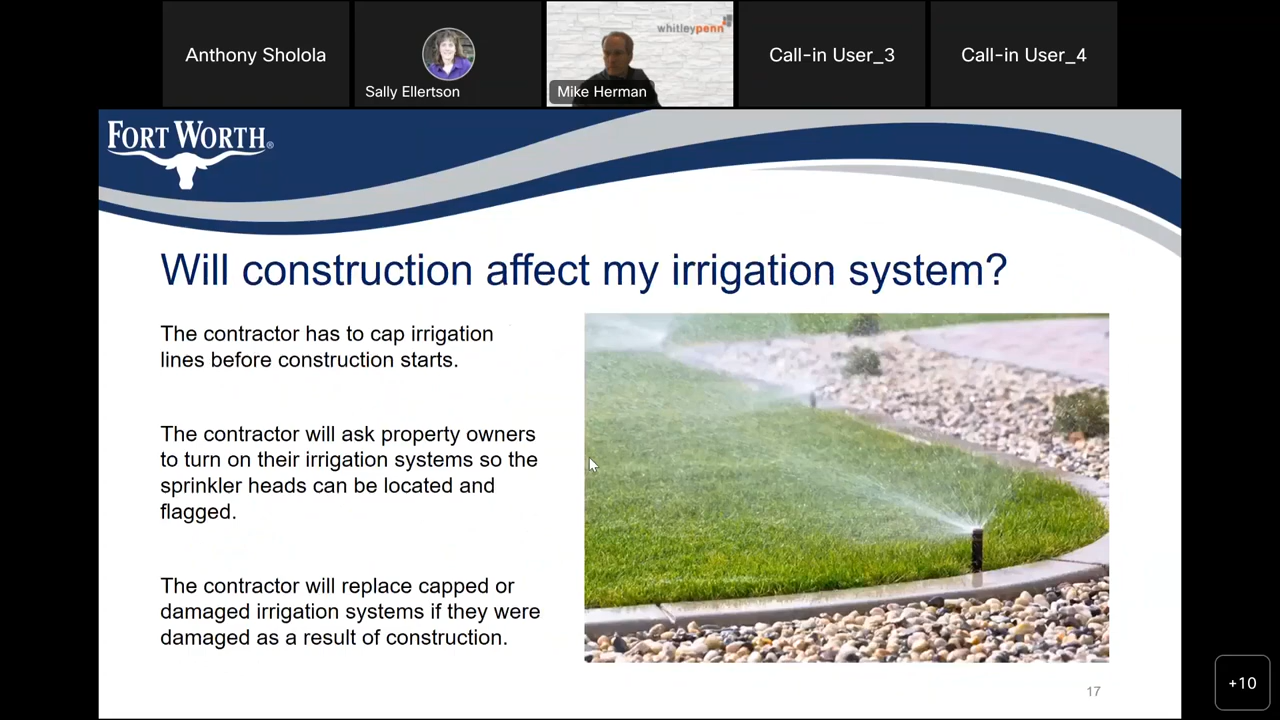 Anthony Sholola
Sally Ellertson
whitleypenn
Mike Herman
Call-in User_3
Call-in User_4
FORT WORTH®
Will construction affect my irrigation system?
The contractor has to cap irrigation
lines before construction starts.
The contractor will ask property owners
to turn on their irrigation systems so the
sprinkler heads can be located and
flagged.
The contractor will replace capped or
damaged irrigation systems if they were
damaged as a result of construction.
17
+10